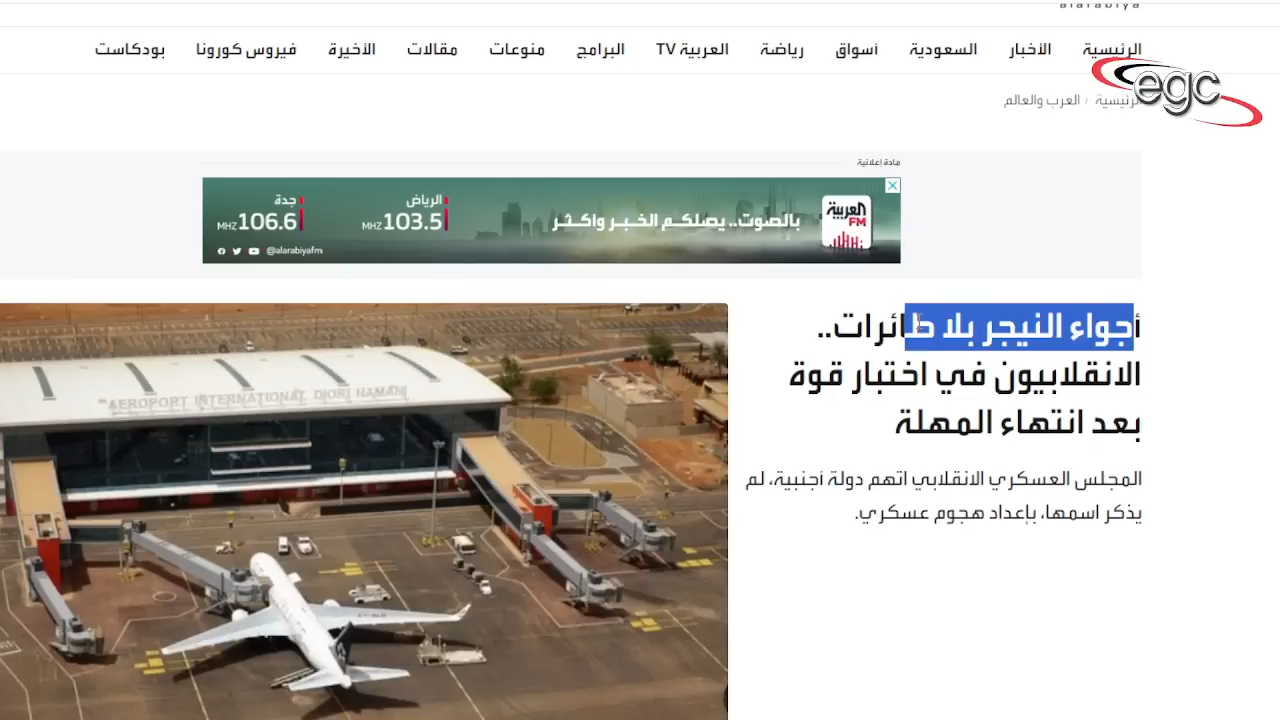 alarabiya
الرئيسية الأخبار السعودية أسواق رياضة العربية TV البرامج منوعات مقالات الأخيرة فيروس كورونا بودكاست
egc
الرئيسية / العرب والعالم
مادة اعلانية
العربية FM
بالصوت.. يصلكم الخبر واكثر
الرياض
103.5 MHZ
جدة
106.6 MHZ
@alarabiyafm
أجواء النيجر بلا طائرات..
الانقلابيون في اختبار قوة
بعد انتهاء المهلة
المجلس العسكري الانقلابي اتهم دولة أجنبية، لم
يذكر اسمها، بإعداد هجوم عسكري.
AEROPORT INTERNATIONAL DIORI HAMANI